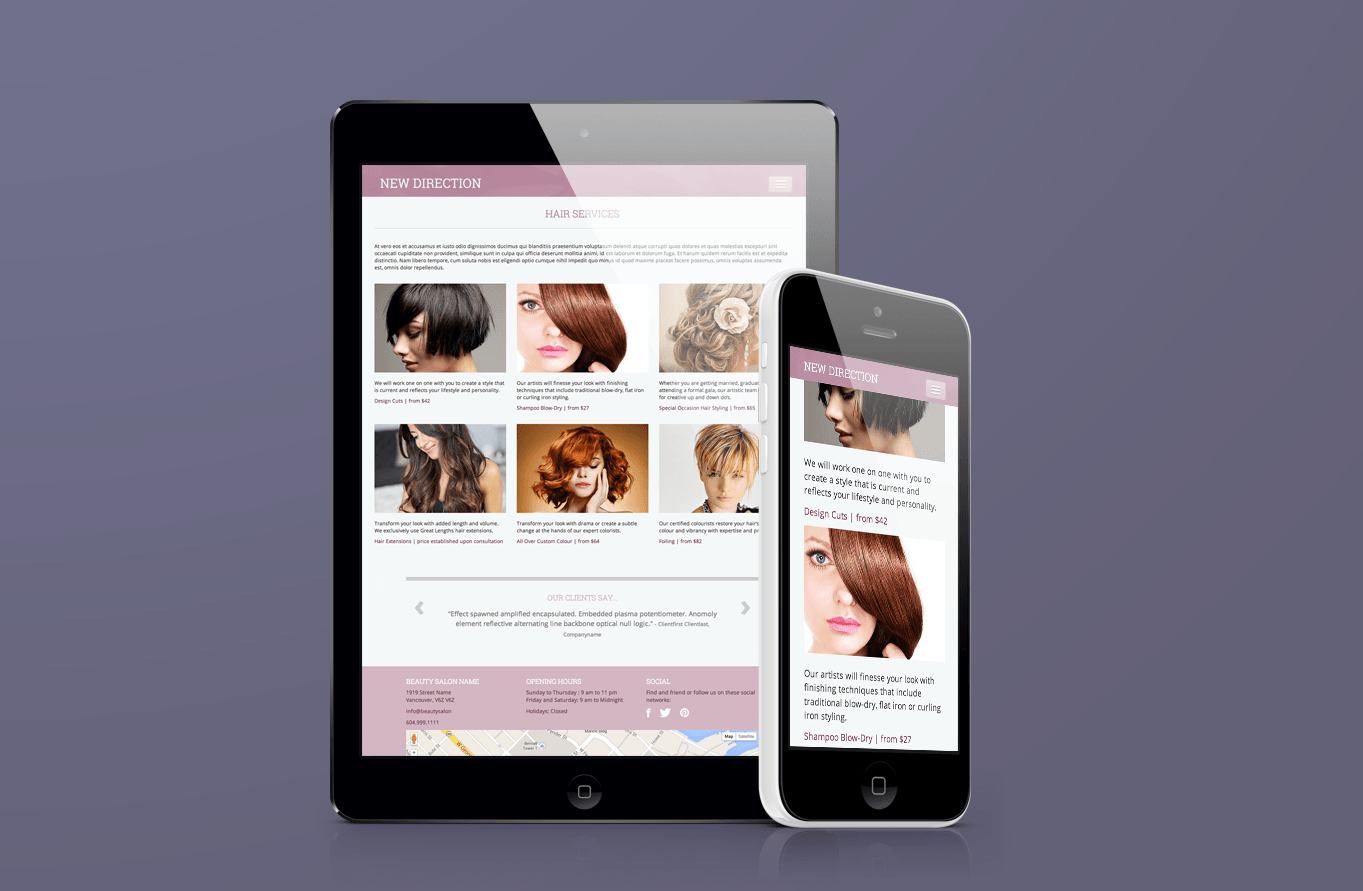 NEW DIRECTION
HAIR SERVICES
At vero eos et accusamus et iusto odio dignissimos ducimus qui blanditiis praesentium voluptatum deleniti atque corrupti quos dolores et quas molestias excepturi sint
occaecati cupiditate non provident, similique sunt in culpa qui officia deserunt mollitia animi, id est laborum et dolorum fuga. Et harum quidem rerum facilis est et expedita
distinctio. Nam libero tempore, cum soluta nobis est eligendi optio cumque nihil impedit quo minus id quod maxime placeat facere possimus, omnis voluptas assumenda
est, omnis dolor repellendus.
We will work one on one with you to create a style that
is current and reflects your lifestyle and personality.
Design Cuts | from $42
Our artists will finesse your look with finishing
techniques that include traditional blow-dry, flat iron
or curling iron styling.
Shampoo Blow-Dry | from $27
Whether you are getting married, graduat
attending a formal gala, our artistic team
for creative up and down do's.
Special Occasion Hair Styling | from $65
Transform your look with added length and volume.
We exclusively use Great Lengths hair extensions.
Hair Extensions | price established upon consultation
Transform your look with drama or create a subtle
change at the hands of our expert colorists.
All Over Custom Colour | from $64
Our certified colourists restore your hair's
colour and vibrancy with expertise and pr
Foiling | from $82
OUR CLIENTS SAY...
"Effect spawned amplified encapsulated. Embedded plasma potentiometer. Anomoly
element reflective alternating line backbone optical null logic." - Clientfirst Clientlast,
Companyname
BEAUTY SALON NAME
1919 Street Name
Vancouver, V6Z V6Z
info@beautysalon
604.999.1111
OPENING HOURS
Sunday to Thursday : 9 am to 11 pm
Friday and Saturday: 9 am to Midnight
Holidays: Closed
SOCIAL
Find and friend or follow us on these social
networks:
Map
Satellite
NEW DIRECTION
We will work one on one with you to
create a style that is current and
reflects your lifestyle and personality.
Design Cuts | from $42
Our artists will finesse your look with
finishing techniques that include
traditional blow-dry, flat iron or curling
iron styling.
Shampoo Blow-Dry | from $27